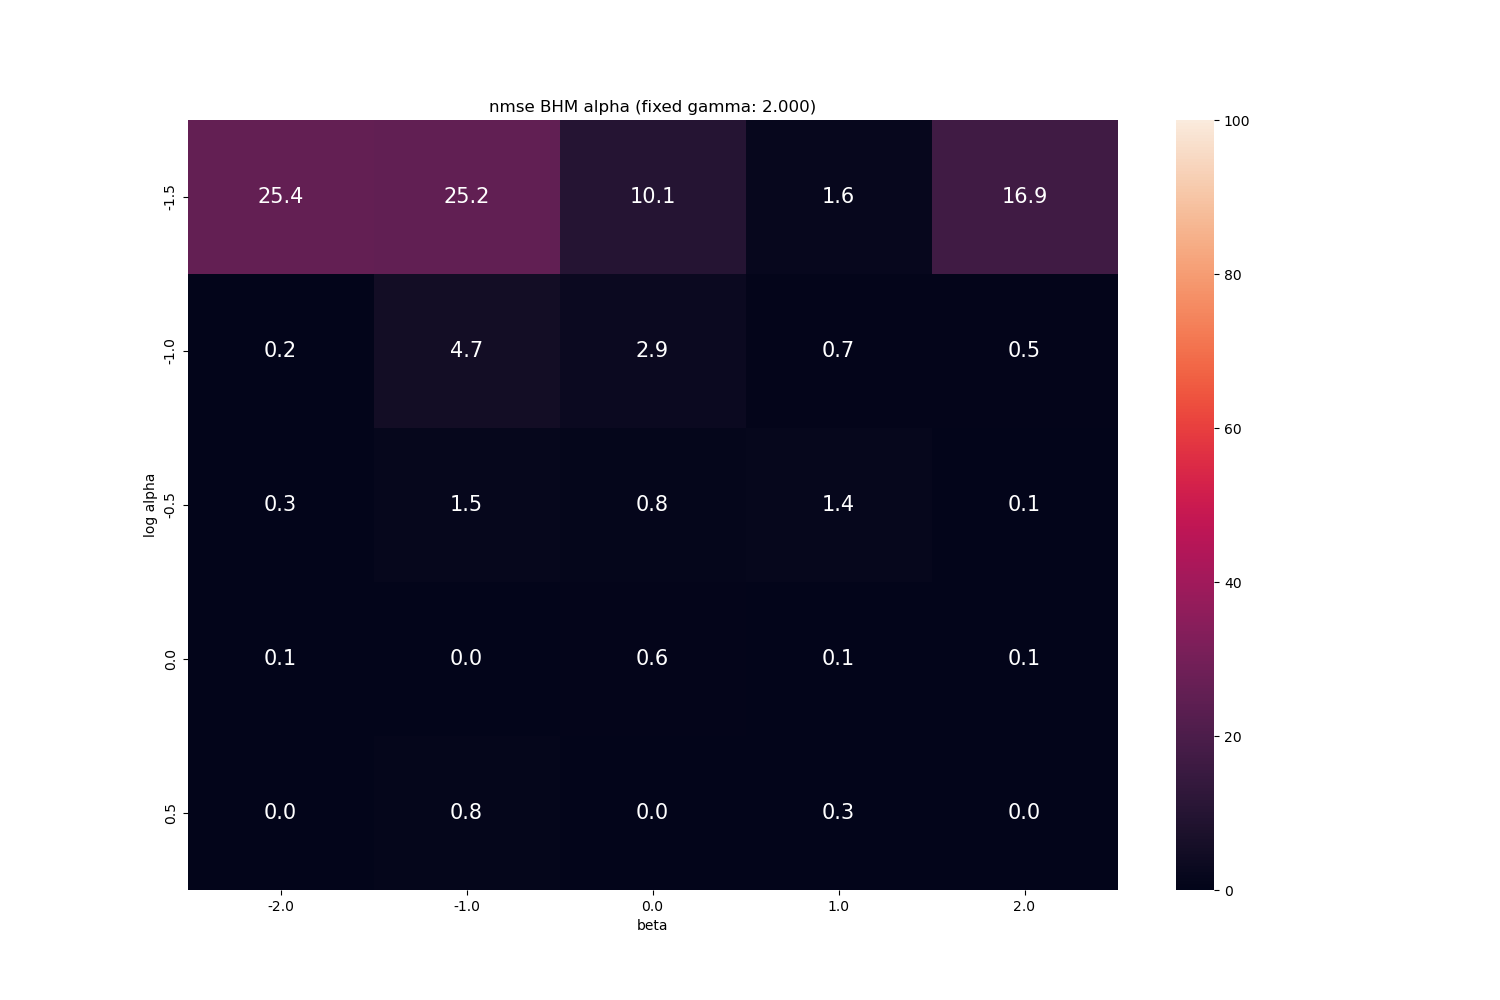 nmse BHM alpha (fixed gamma: 2.000)
-1.5 25.4 25.2 10.1 1.6 16.9
-1.0 0.2 4.7 2.9 0.7 0.5
-0.5 0.3 1.5 0.8 1.4 0.1
0.0 0.1 0.0 0.6 0.1 0.1
0.5 0.0 0.8 0.0 0.3 0.0
log alpha
-2.0 -1.0 0.0 1.0 2.0
beta
100
80
60
40
20
0